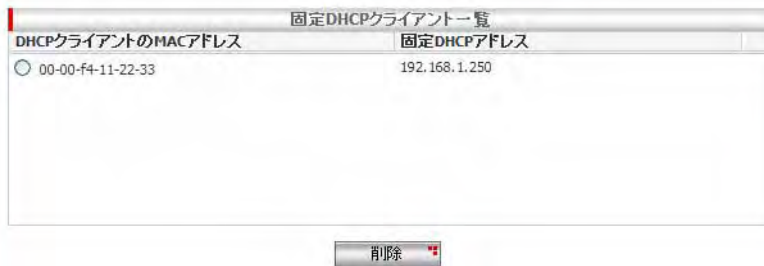 固定DHCPクライアント一覧
DHCPクライアントのMACアドレス 固定DHCPアドレス
00-00-f4-11-22-33 192.168.1.250
削除